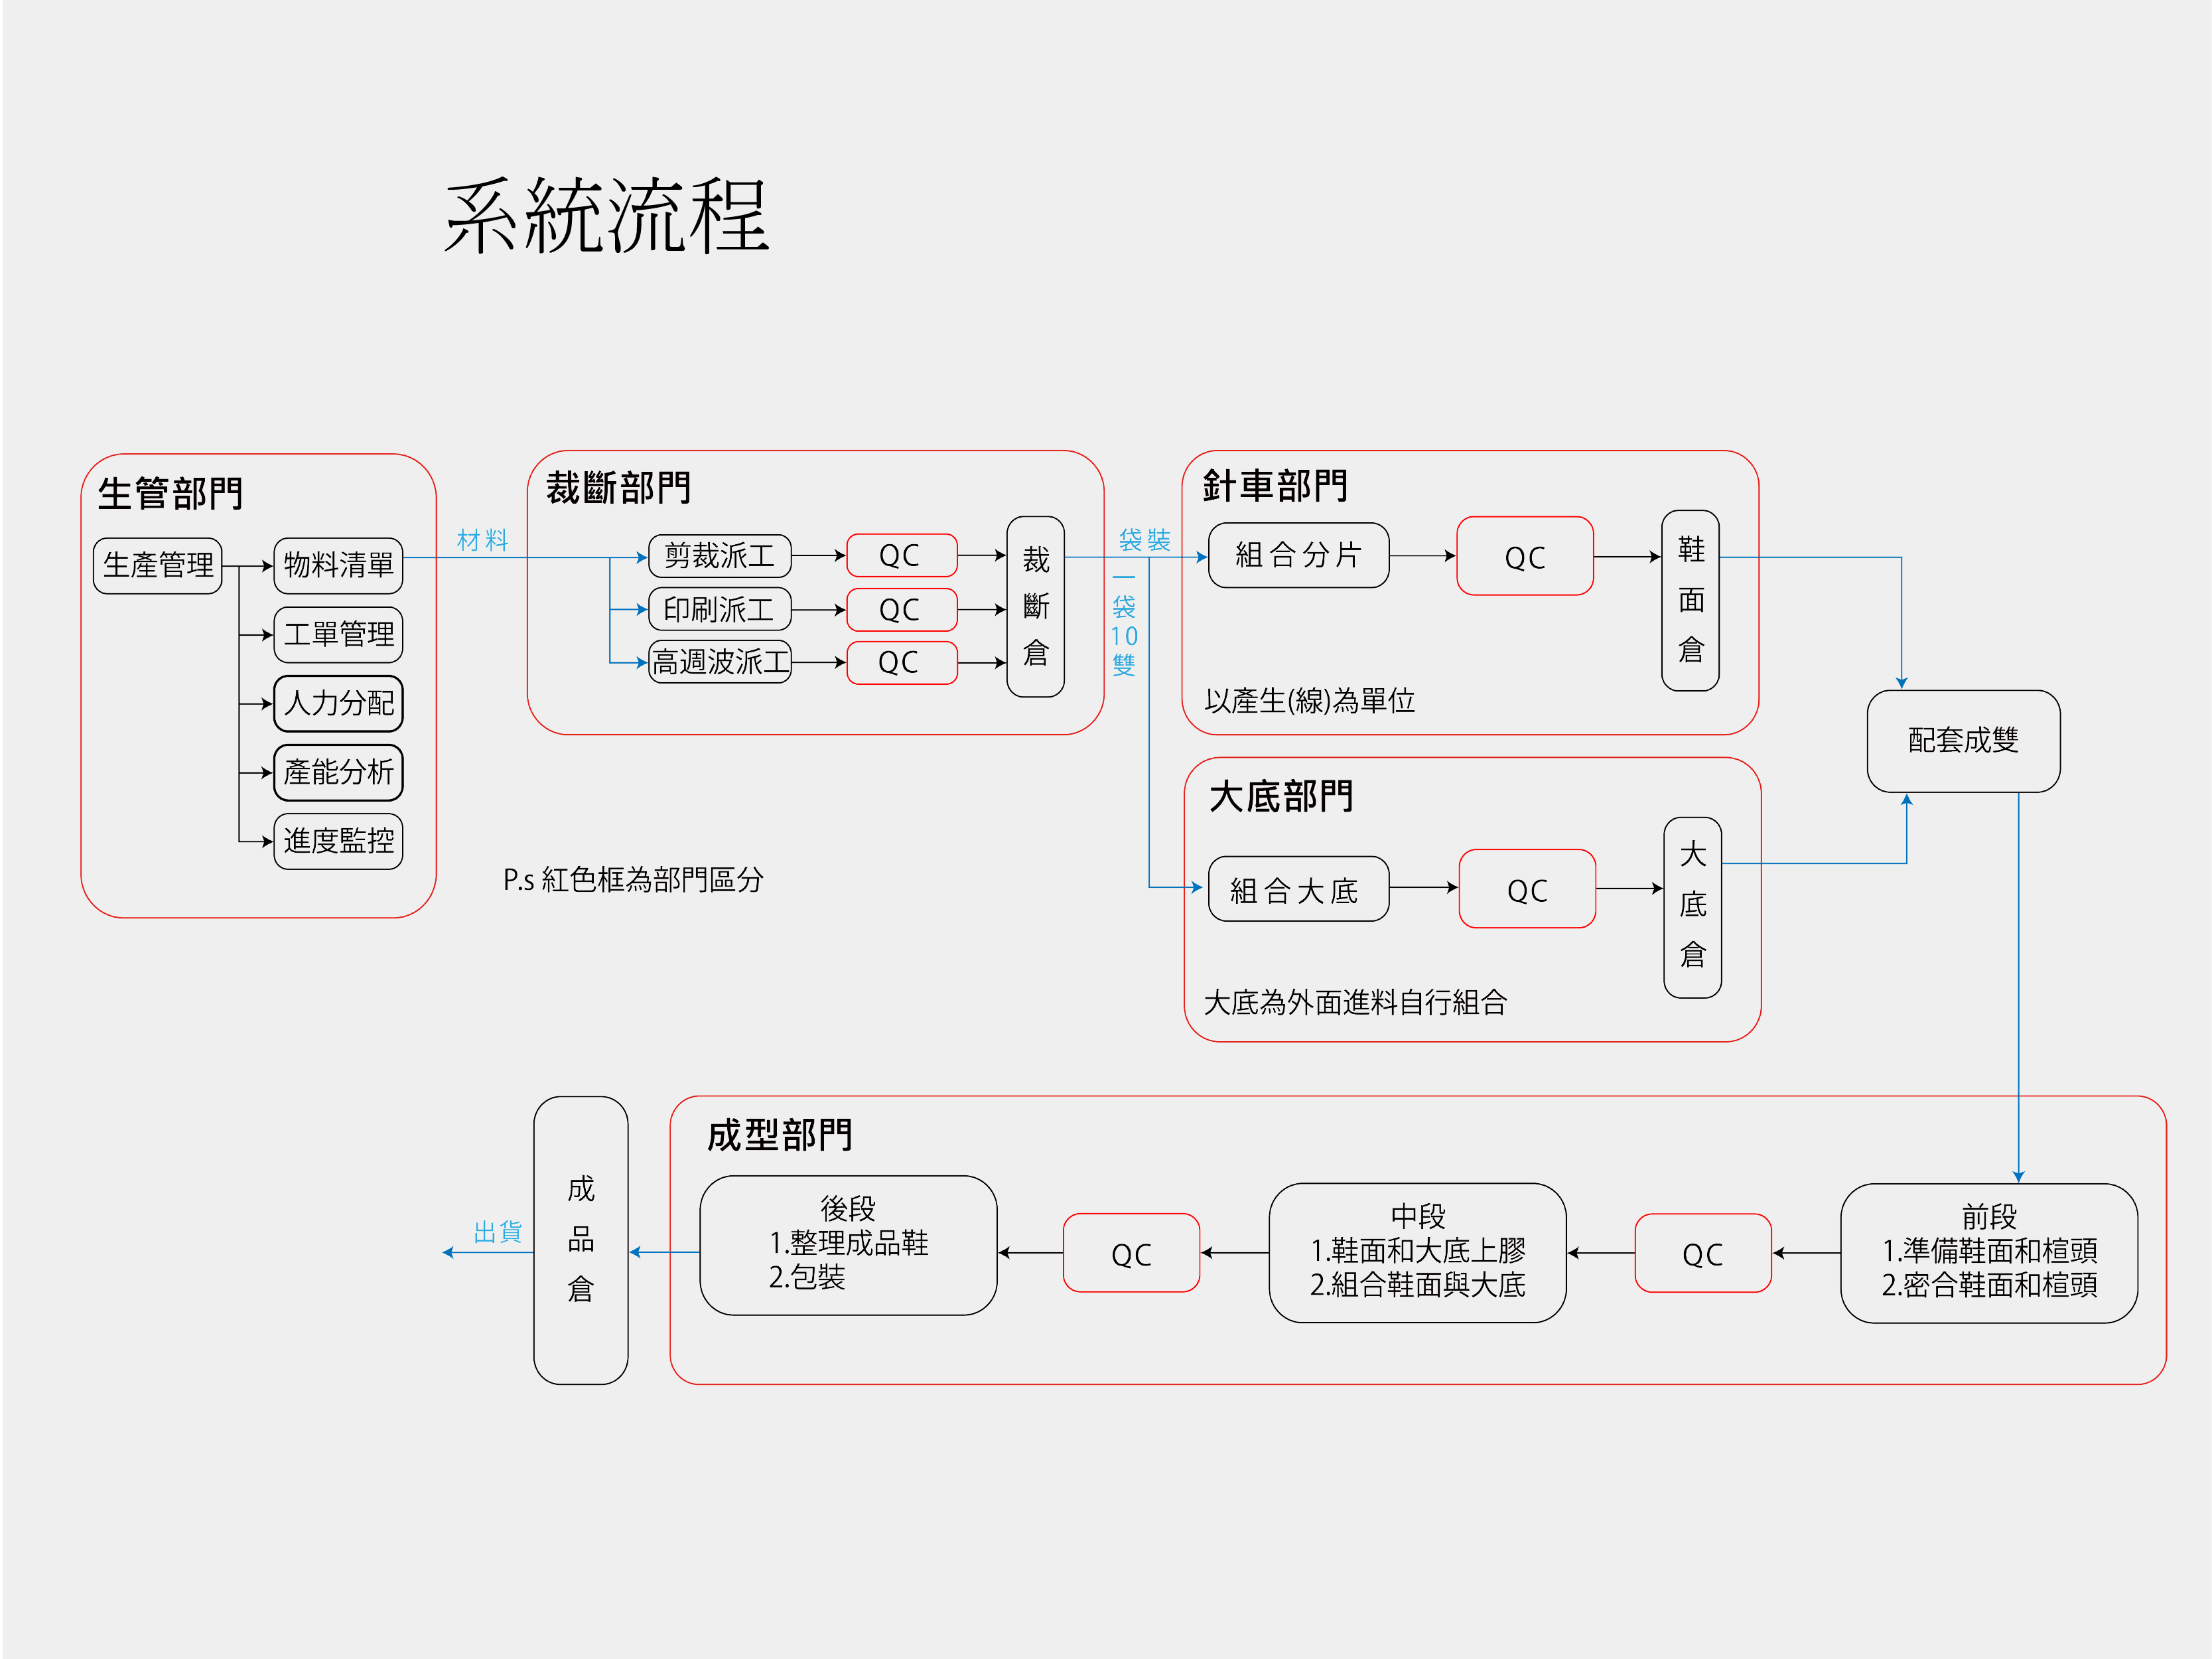 系統流程
生管部門
生產管理
物料清單
工單管理
人力分配
產能分析
進度監控
材料
裁斷部門
剪裁派工
QC
印刷派工
QC
高週波派工
QC
裁斷倉
P.s 紅色框為部門區分
袋裝
一袋10雙
針車部門
組合分片
QC
鞋面倉
以產生(線)為單位
大底部門
組合大底
QC
大底倉
大底為外面進料自行組合
配套成雙
成型部門
前段
1.準備鞋面和楦頭
2.密合鞋面和楦頭
QC
中段
1.鞋面和大底上膠
2.組合鞋面與大底
QC
後段
1.整理成品鞋
2.包裝
成品倉
出貨